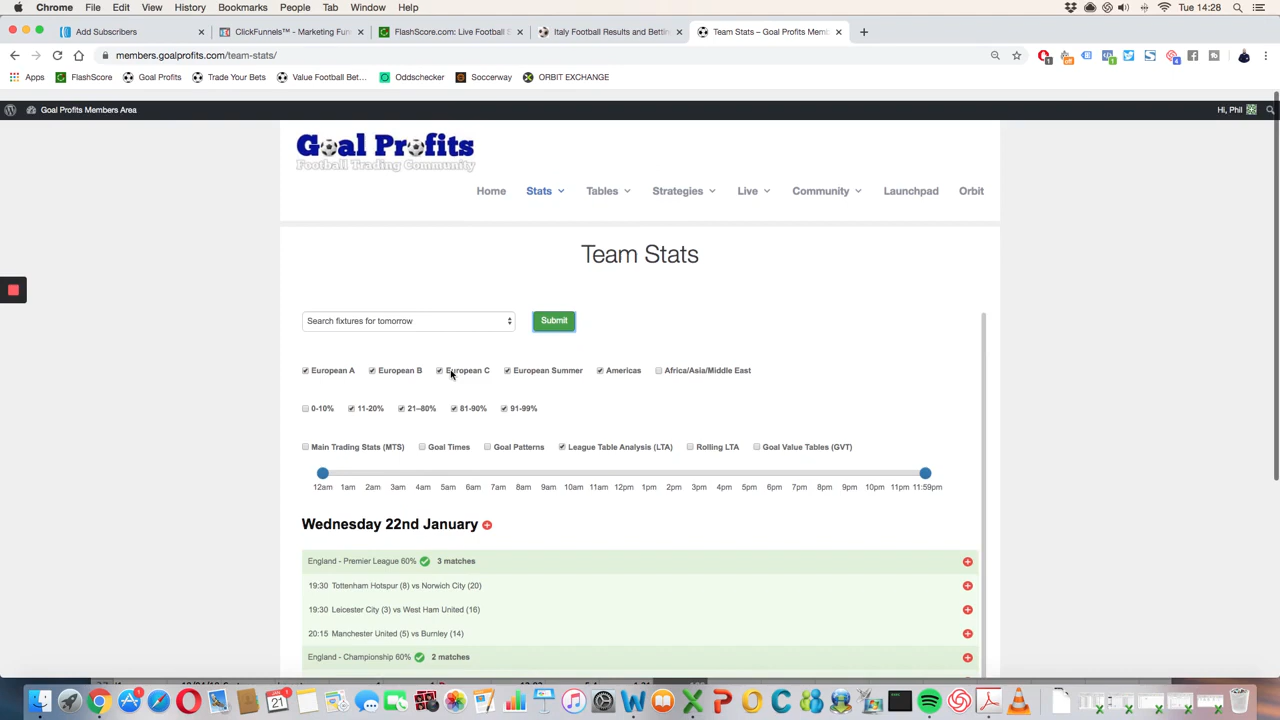 Chrome File Edit View History Bookmarks People Tab Window Help Tue 14:28
Add Subscribers ClickFunnels™ - Marketing Fun FlashScore.com: Live Football S Italy Football Results and Bettin Team Stats – Goal Profits Mem
members.goalprofits.com/team-stats/
Apps FlashScore Goal Profits Trade Your Bets Value Football Bet... Oddschecker Soccerway ORBIT EXCHANGE
Goal Profits Members Area Hi, Phil
Goal Profits
Football Trading Community
Home Stats Tables Strategies Live Community Launchpad Orbit
Team Stats
Search fixtures for tomorrow Submit
European A European B European C European Summer Americas Africa/Asia/Middle East
0-10% 11-20% 21–80% 81-90% 91-99%
Main Trading Stats (MTS) Goal Times Goal Patterns League Table Analysis (LTA) Rolling LTA Goal Value Tables (GVT)
12am 1am 2am 3am 4am 5am 6am 7am 8am 9am 10am 11am 12pm 1pm 2pm 3pm 4pm 5pm 6pm 7pm 8pm 9pm 10pm 11pm 11:59pm
Wednesday 22nd January
England - Premier League 60% 3 matches
19:30 Tottenham Hotspur (8) vs Norwich City (20)
19:30 Leicester City (3) vs West Ham United (16)
20:15 Manchester United (5) vs Burnley (14)
England - Championship 60% 2 matches